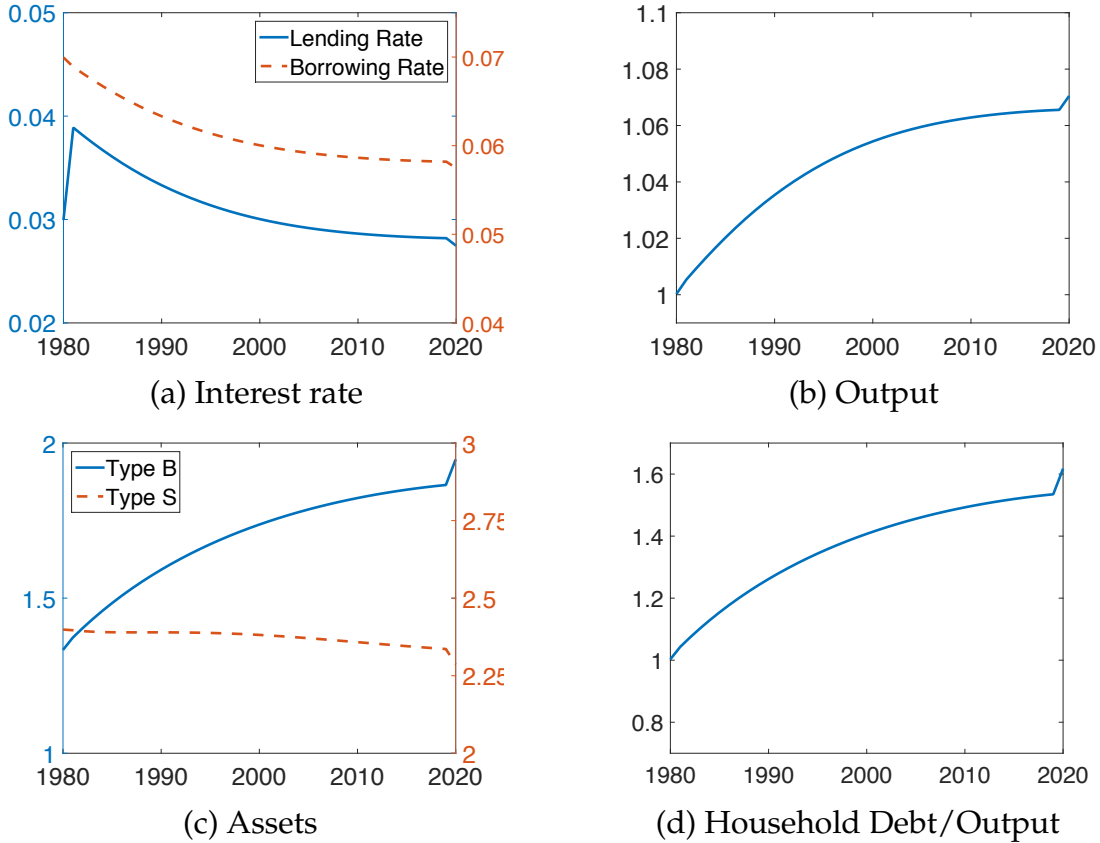 0.05
0.04
0.03
0.02
Lending Rate
Borrowing Rate
0.07
0.06
0.05
0.04
1980 1990 2000 2010 2020
(a) Interest rate
1.1
1.08
1.06
1.04
1.02
1
1980 1990 2000 2010 2020
(b) Output
2
1.5
1
Type B
Type S
3
2.75
2.5
2.25
2
1980 1990 2000 2010 2020
(c) Assets
1.6
1.4
1.2
1
0.8
1980 1990 2000 2010 2020
(d) Household Debt/Output